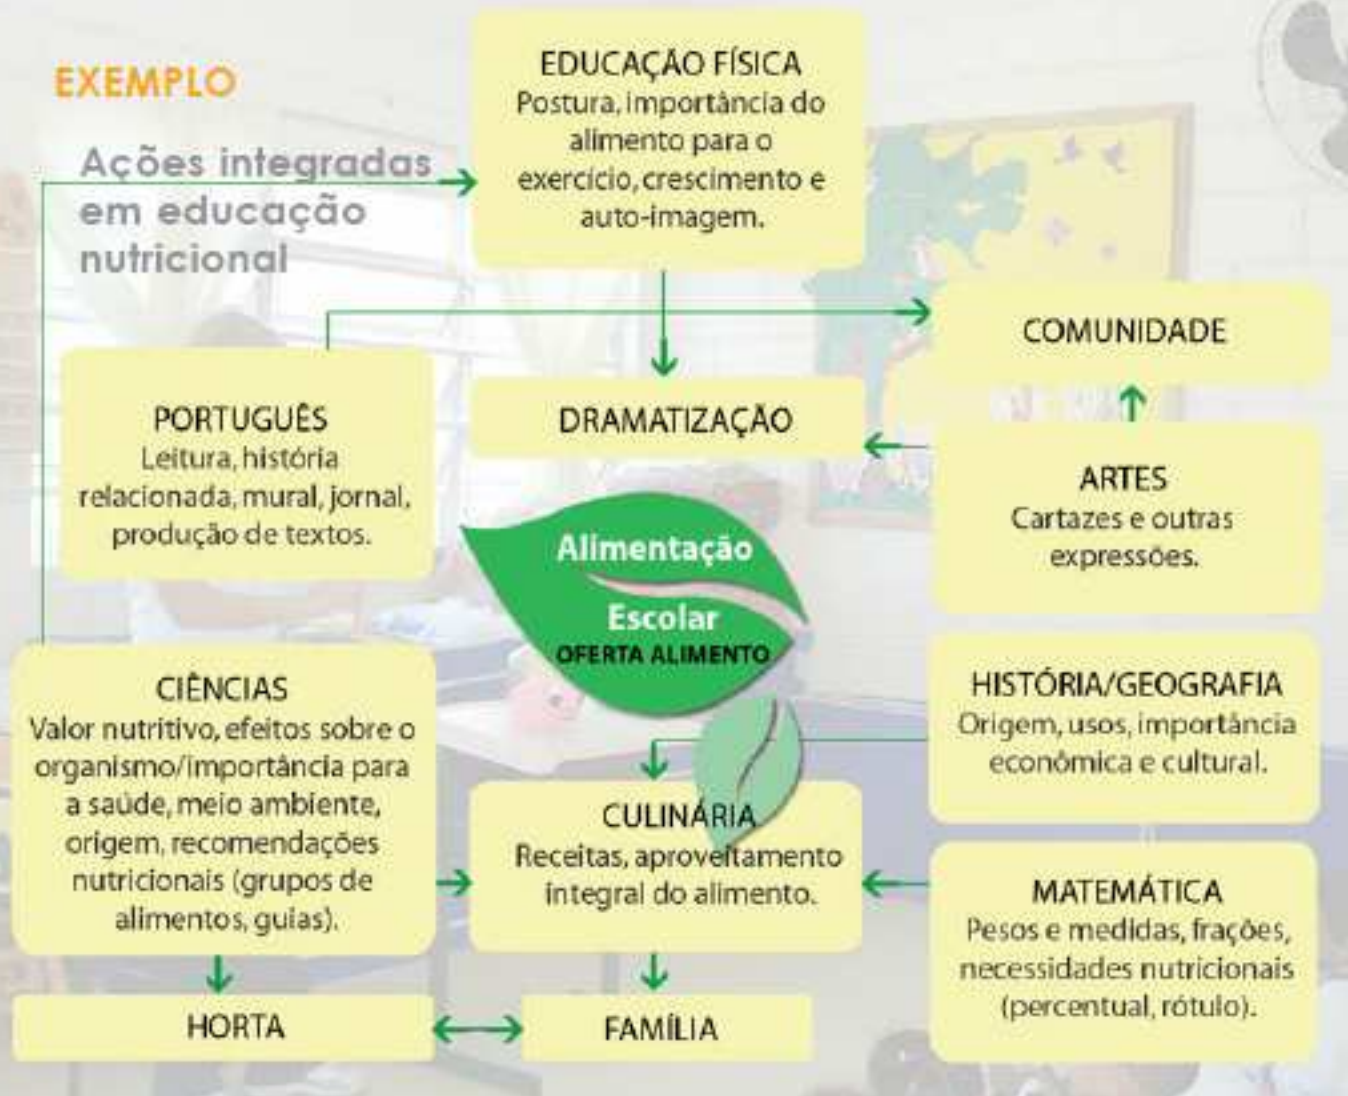 EXEMPLO
Ações integradas
em educação
nutricional
EDUCAÇÃO FÍSICA
Postura, importância do
alimento para o
exercício, crescimento e
auto-imagem.
COMUNIDADE
PORTUGUÊS
Leitura, história
relacionada, mural, jornal,
produção de textos.
DRAMATIZAÇÃO
ARTES
Cartazes e outras
expressões.
Alimentação
Escolar
OFERTA ALIMENTO
CIÊNCIAS
Valor nutritivo, efeitos sobre o
organismo/importância para
a saúde, meio ambiente,
origem, recomendações
nutricionais (grupos de
alimentos, guias).
HISTÓRIA/GEOGRAFIA
Origem, usos, importância
econômica e cultural.
CULINÁRIA
Receitas, aproveitamento
integral do alimento.
MATEMÁTICA
Pesos e medidas, frações,
necessidades nutricionais
(percentual, rótulo).
HORTA
FAMÍLIA